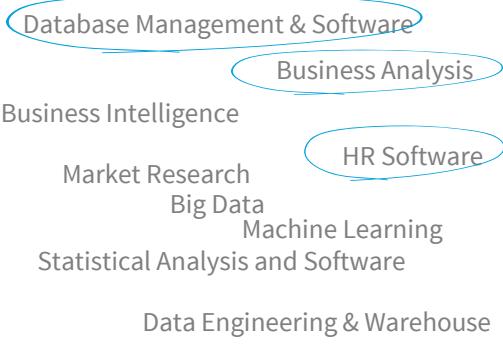 Database Management & Software
Business Analysis
Business Intelligence
HR Software
Market Research
Big Data
Machine Learning
Statistical Analysis and Software
Data Engineering & Warehouse